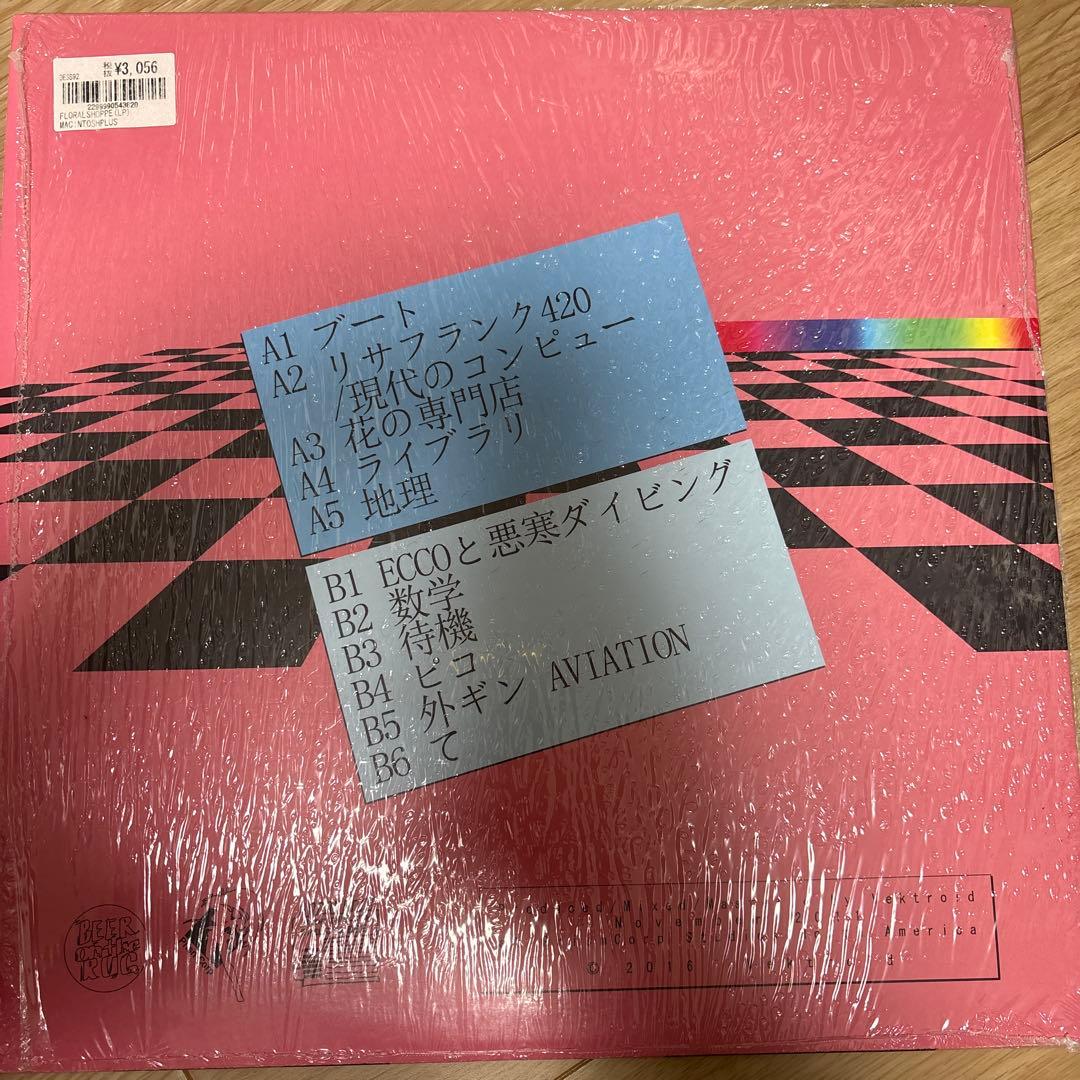 税抜 ¥3,056
2299990543620
FLORALSHOPPE(LP)
MACINTOSHPLUS
A1 ブート
A2 リサフランク420
/現代のコンピュー
A3 花の専門店
A4 ライブラリ
A5 地理
B1 ECCOと悪寒ダイビング
B2 数学
B3 待機
B4 ピコ
B5 外ギン AVIATION
B6 て
BEER
ON THE
RUG
Vektroid
America
© 2016